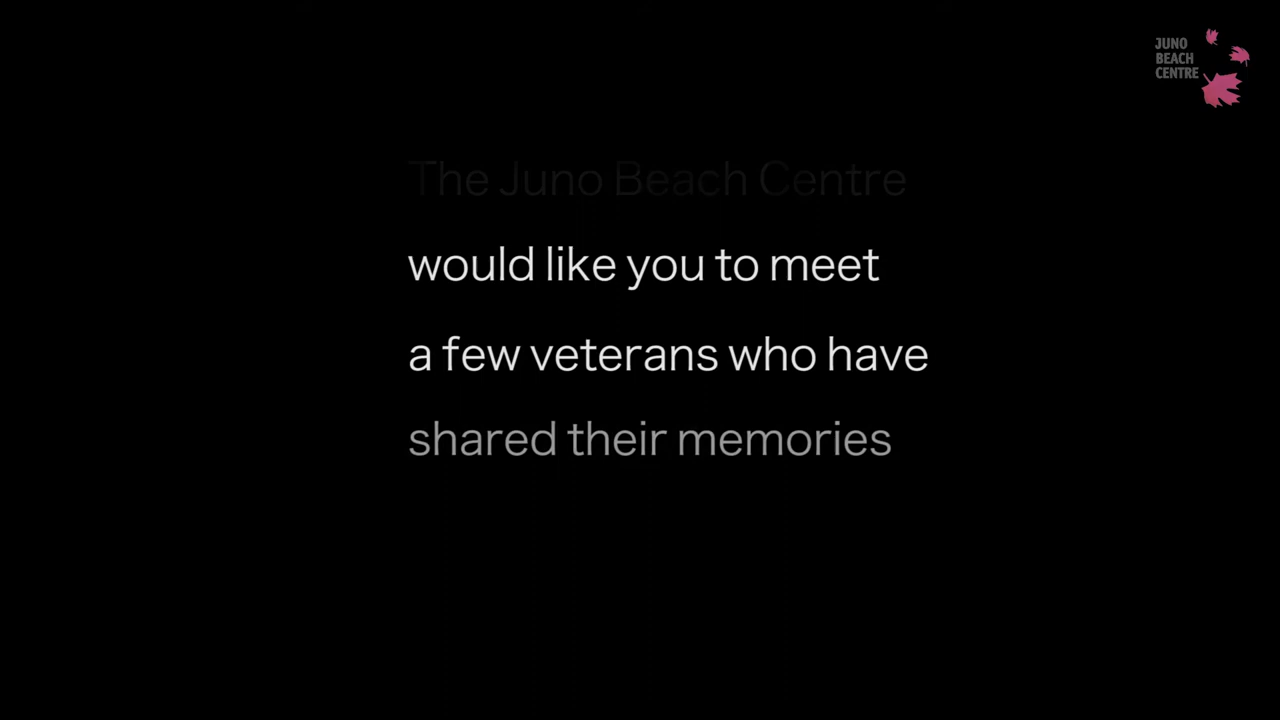 JUNO
BEACH
CENTRE
The Juno Beach Centre
would like you to meet
a few veterans who have
shared their memories